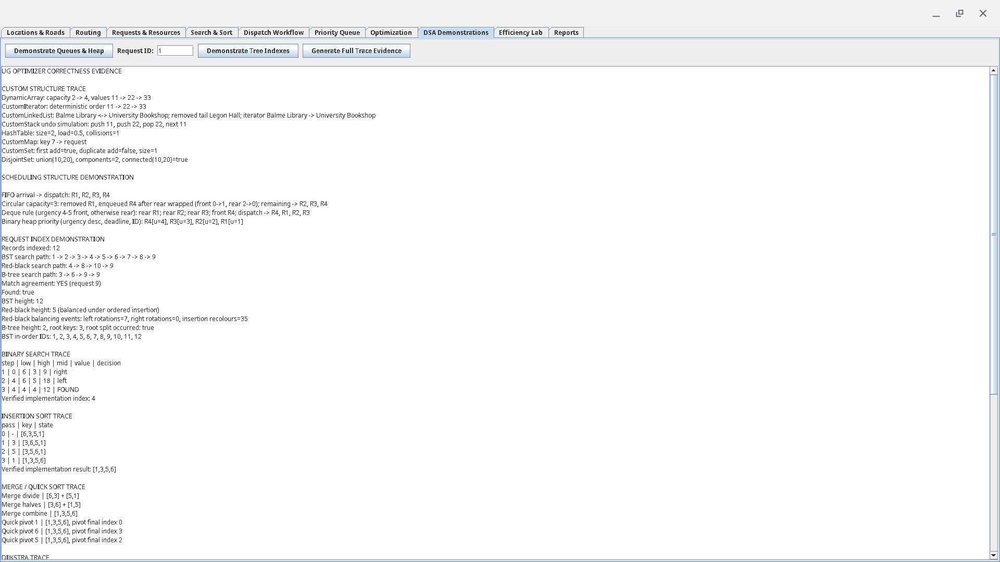 Locations & Roads
Routing
Requests & Resources
Search & Sort
Dispatch Workflow
Priority Queue
Optimization
DSA Demonstrations
Efficiency Lab
Reports
Demonstrate Queues & Heap
Request ID:
1
Demonstrate Tree Indexes
Generate Full Trace Evidence
UG OPTIMIZER CORRECTNESS EVIDENCE
CUSTOM STRUCTURE TRACE
DynamicArray: capacity 2 -> 4, values 11 -> 22 -> 33
CustomIterator: deterministic order 11 -> 22 -> 33
CustomLinkedList: Balme Library <-> University Bookshop; removed tail Legon Hall; iterator Balme Library -> University Bookshop
CustomStack undo simulation: push 11, push 22, pop 22, next 11
HashTable: size=2, load=0.5, collisions=1
CustomMap: key 7 -> request
CustomSet: first add=true, duplicate add=false, size=1
DisjointSet: union(10,20), components=2, connected(10,20)=true
SCHEDULING STRUCTURE DEMONSTRATION
FIFO arrival -> dispatch: R1, R2, R3, R4
Circular capacity=3: removed R1, enqueued R4 after rear wrapped (front 0->1, rear 2->0); remaining -> R2, R3, R4
Deque rule (urgency 4-5 front, otherwise rear): rear R1; rear R2; rear R3; front R4; dispatch -> R4, R1, R2, R3
Binary heap priority (urgency desc, deadline, ID): R4[u=4], R3[u=3], R2[u=2], R1[u=1]
REQUEST INDEX DEMONSTRATION
Records indexed: 12
BST search path: 1 -> 2 -> 3 -> 4 -> 5 -> 6 -> 7 -> 8 -> 9
Red-black search path: 4 -> 8 -> 10 -> 9
B-tree search path: 3 -> 6 -> 9 -> 9
Match agreement: YES (request 9)
Found: true
BST height: 12
Red-black height: 5 (balanced under ordered insertion)
Red-black balancing events: left rotations=7, right rotations=0, insertion recolours=35
B-tree height: 2, root keys: 3, root split occurred: true
BST in-order IDs: 1, 2, 3, 4, 5, 6, 7, 8, 9, 10, 11, 12
BINARY SEARCH TRACE
step | low | high | mid | value | decision
1 | 0 | 6 | 3 | 9 | right
2 | 4 | 6 | 5 | 18 | left
3 | 4 | 4 | 4 | 12 | FOUND
Verified implementation index: 4
INSERTION SORT TRACE
pass | key | state
0 | - | [6,3,5,1]
1 | 3 | [3,6,5,1]
2 | 5 | [3,5,6,1]
3 | 1 | [1,3,5,6]
Verified implementation result: [1,3,5,6]
MERGE / QUICK SORT TRACE
Merge divide | [6,3] + [5,1]
Merge halves | [3,6] + [1,5]
Merge combine | [1,3,5,6]
Quick pivot 1 | [1,3,5,6], pivot final index 0
Quick pivot 6 | [1,3,5,6], pivot final index 3
Quick pivot 5 | [1,3,5,6], pivot final index 2
DIJKSTRA TRACE